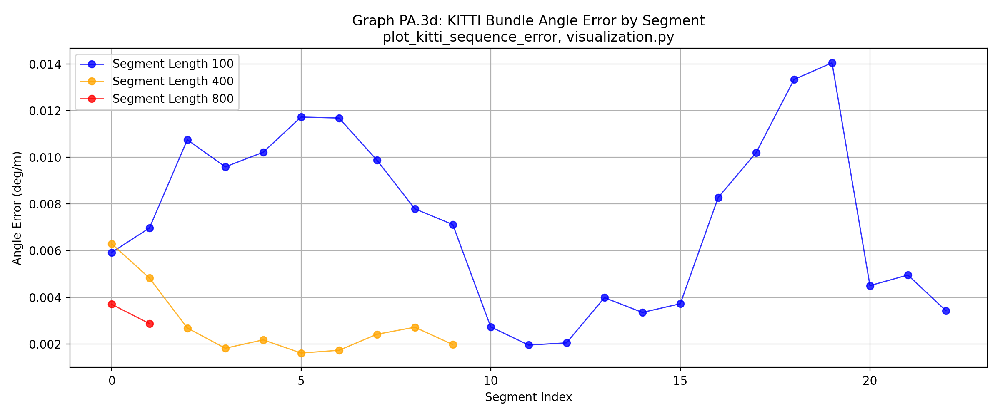 Graph PA.3d: KITTI Bundle Angle Error by Segment
plot_kitti_sequence_error, visualization.py
Segment Length 100
Segment Length 400
Segment Length 800
0.014
0.012
0.010
0.008
0.006
0.004
0.002
Angle Error (deg/m)
0
5
10
15
20
Segment Index